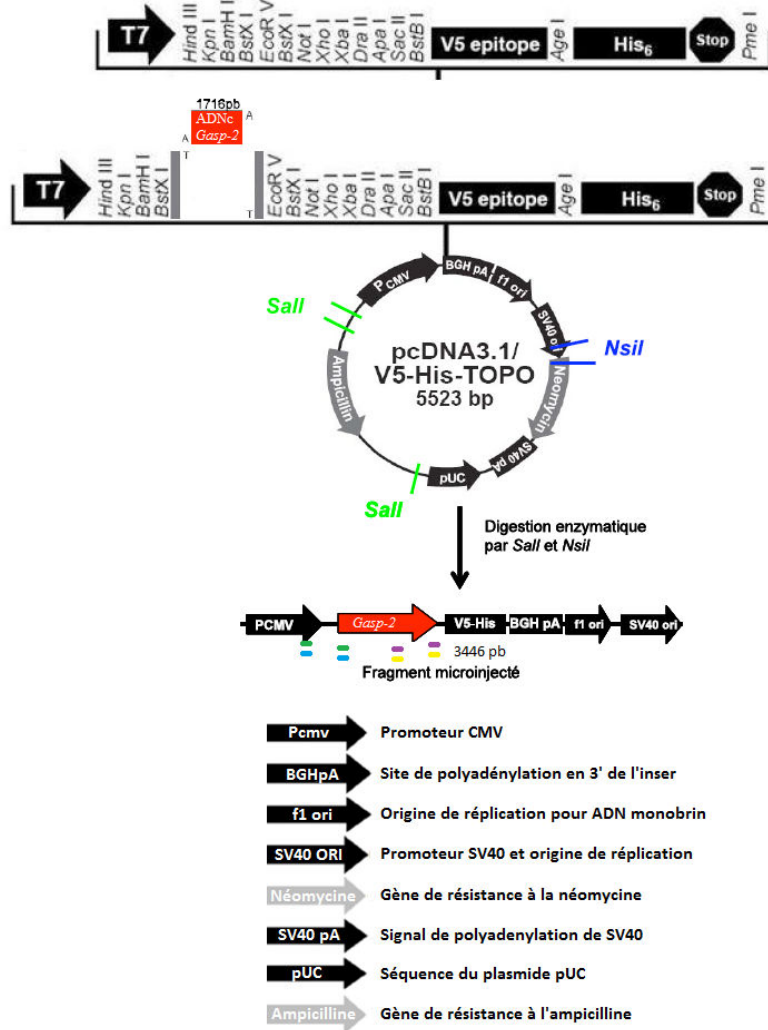 T7
Hind III
Kpn I
BamH I
BstX I
EcoR V
BstX I
Not I
Xho I
Xba I
Dra II
Apa I
Sac II
BstB I
V5 epitope
Age I
His6
Stop
Pme I
1716pb
ADNc
Gasp-2
A
A
T
T
T7
Hind III
Kpn I
BamH I
BstX I
EcoR V
BstX I
Not I
Xho I
Xba I
Dra II
Apa I
Sac II
BstB I
V5 epitope
Age I
His6
Stop
Pme I
PCMV
BGH pA
f1 ori
SV40 ori
Neomycin
SV40 pA
pUC
Ampicillin
SalI
NsiI
SalI
pcDNA3.1/
V5-His-TOPO
5523 bp
Digestion enzymatique
par SalI et NsiI
PCMV
Gasp-2
V5-His
BGH pA
f1 ori
SV40 ori
3446 pb
Fragment microinjecté
Pcmv Promoteur CMV
BGHpA Site de polyadénylation en 3' de l'inser
f1 ori Origine de réplication pour ADN monobrin
SV40 ORI Promoteur SV40 et origine de réplication
Néomycine Gène de résistance à la néomycine
SV40 pA Signal de polyadenylation de SV40
pUC Séquence du plasmide pUC
Ampicilline Gène de résistance à l'ampicilline